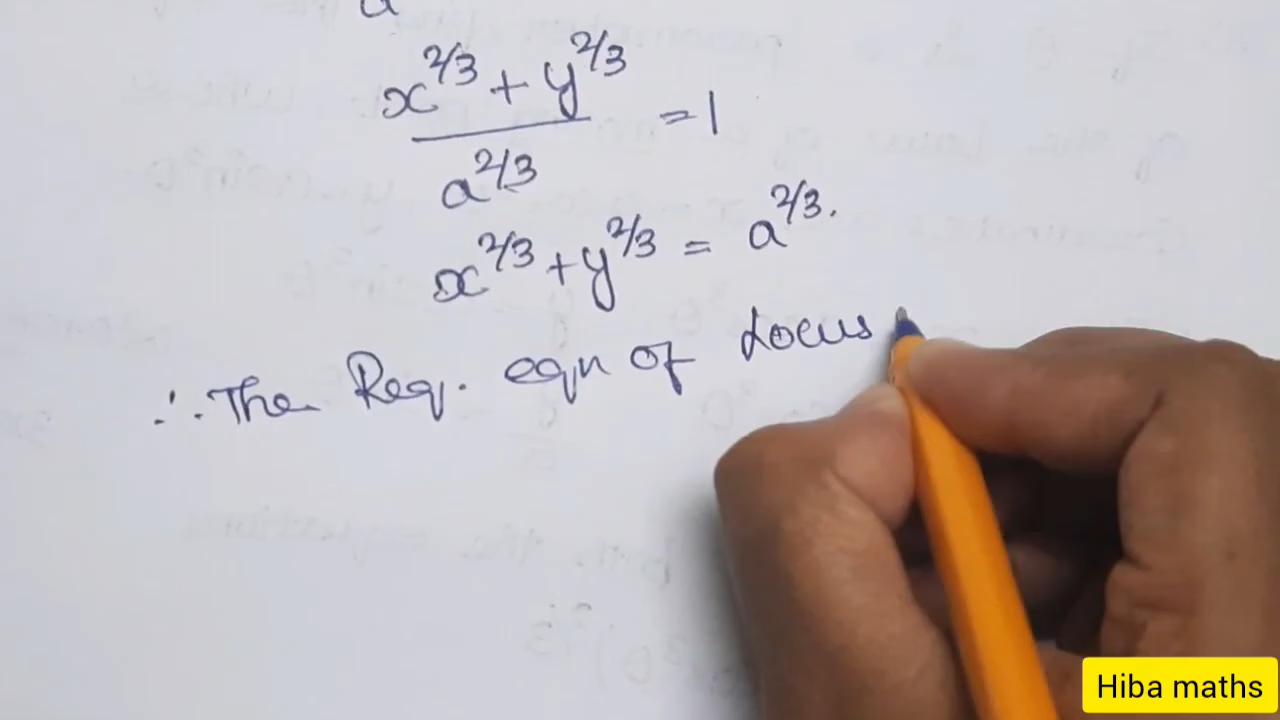 a
x^2/3 + y^2/3 / a^2/3 = 1
x^2/3 + y^2/3 = a^2/3.
∴ The Req. eqn of Locus
Hiba maths